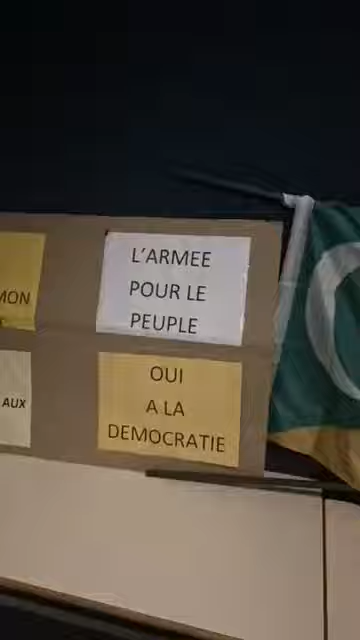 MON
AUX
L'ARMEE
POUR LE
PEUPLE
OUI
A LA
DEMOCRATIE